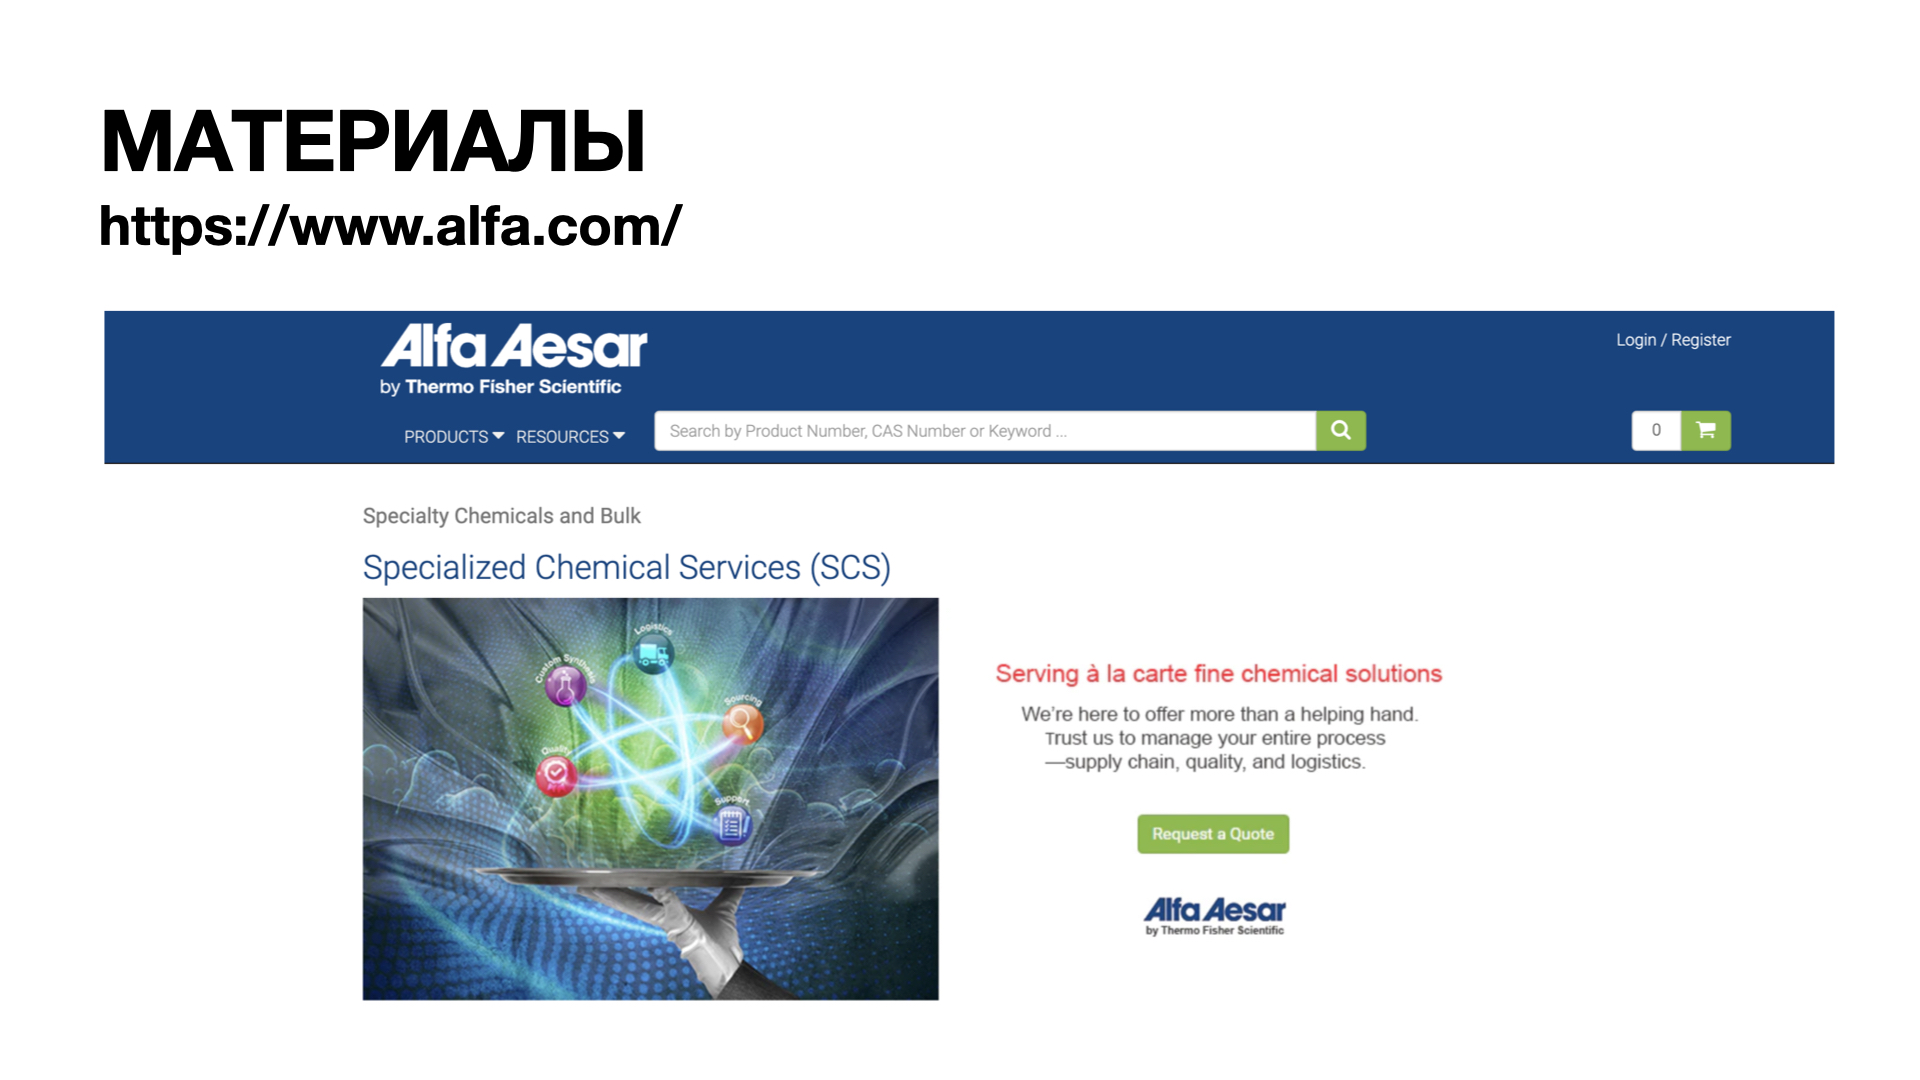 МАТЕРИАЛЫ
https://www.alfa.com/
Alfa Aesar
by Thermo Fisher Scientific
Login / Register
PRODUCTS RESOURCES
Search by Product Number, CAS Number or Keyword ...
0
Specialty Chemicals and Bulk
Specialized Chemical Services (SCS)
Logistics
Custom Synthesis
Sourcing
Quality
Support
Serving à la carte fine chemical solutions
We're here to offer more than a helping hand.
Trust us to manage your entire process
—supply chain, quality, and logistics.
Request a Quote
Alfa Aesar
by Thermo Fisher Scientific